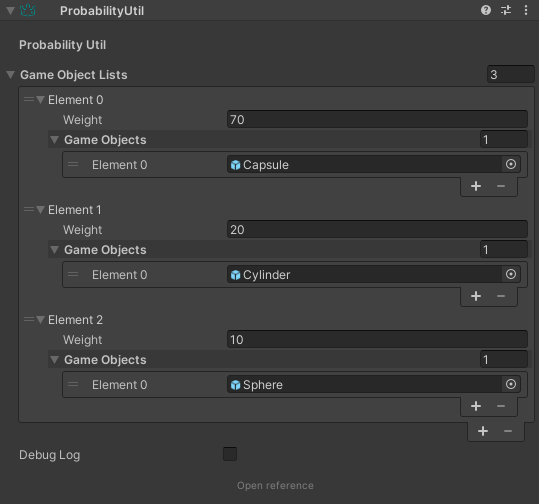 ProbabilityUtil
Probability Util
Game Object Lists 3
Element 0
Weight 70
Game Objects 1
Element 0 Capsule
+ −
Element 1
Weight 20
Game Objects 1
Element 0 Cylinder
+ −
Element 2
Weight 10
Game Objects 1
Element 0 Sphere
+ −
+ −
Debug Log
Open reference